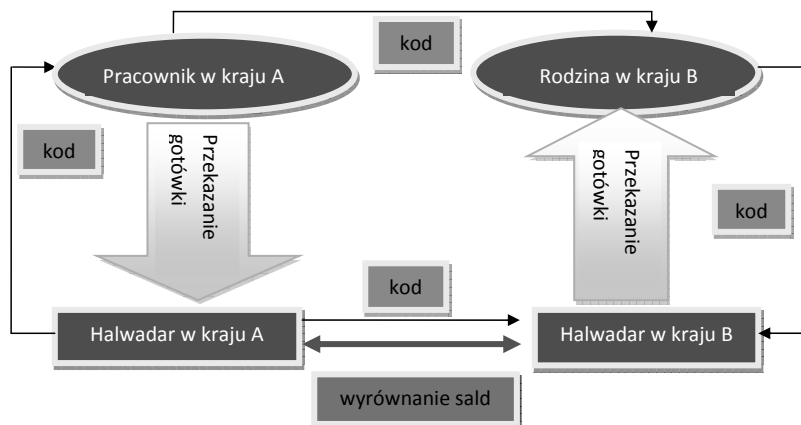 kod
Pracownik w kraju A
Rodzina w kraju B
kod
Przekazanie
gotówki
Przekazanie
gotówki
kod
kod
Halwadar w kraju A
Halwadar w kraju B
wyrównanie sald